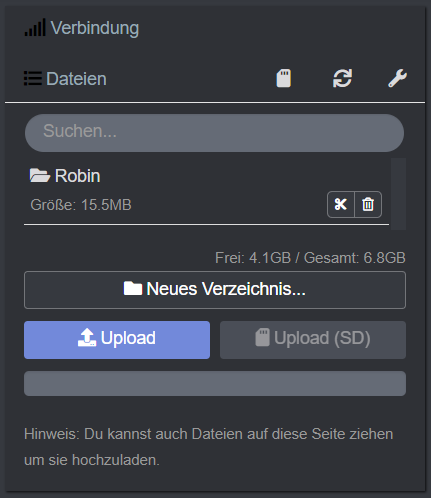 Verbindung
Dateien
Suchen...
Robin
Größe: 15.5MB
Frei: 4.1GB / Gesamt: 6.8GB
Neues Verzeichnis...
Upload
Upload (SD)
Hinweis: Du kannst auch Dateien auf diese Seite ziehen
um sie hochzuladen.